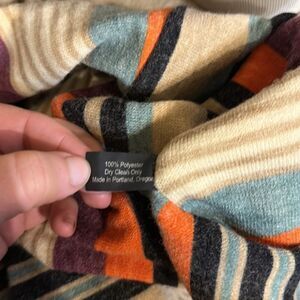 100% Polyester
Dry Clean Only
Made in Portland, Oregon